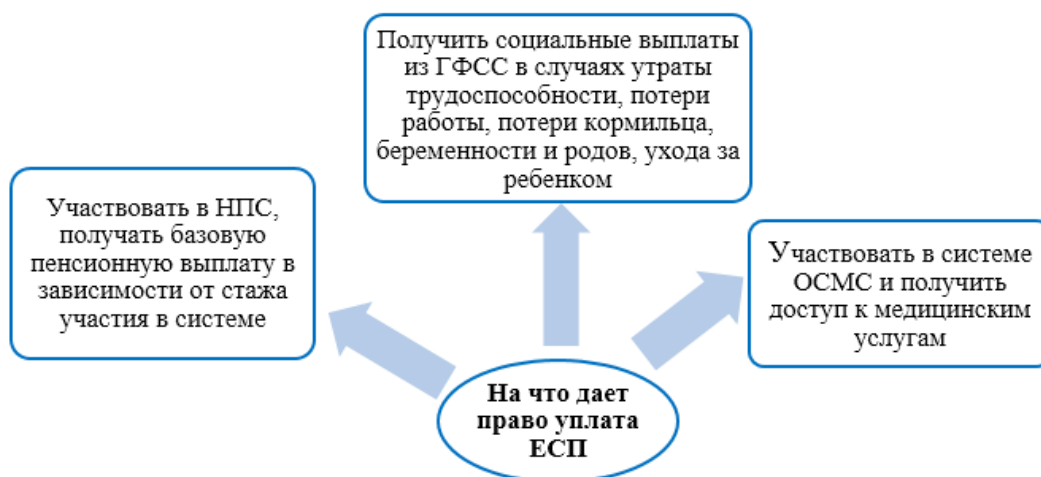 Получить социальные выплаты
из ГФСС в случаях утраты
трудоспособности, потери
работы, потери кормильца,
беременности и родов, ухода за
ребенком
Участвовать в НПС,
получать базовую
пенсионную выплату в
зависимости от стажа
участия в системе
Участвовать в системе
ОСМС и получить
доступ к медицинским
услугам
На что дает
право уплата
ЕСП